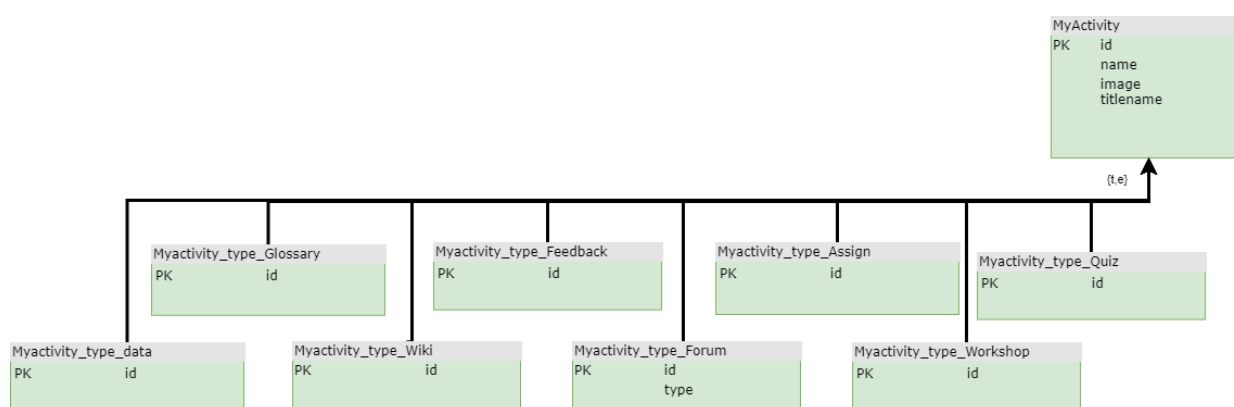 MyActivity
PK id
name
image
titlename
{t,e}
Myactivity_type_Glossary
PK id
Myactivity_type_Feedback
PK id
Myactivity_type_Assign
PK id
Myactivity_type_Quiz
PK id
Myactivity_type_data
PK id
Myactivity_type_Wiki
PK id
Myactivity_type_Forum
PK id
type
Myactivity_type_Workshop
PK id